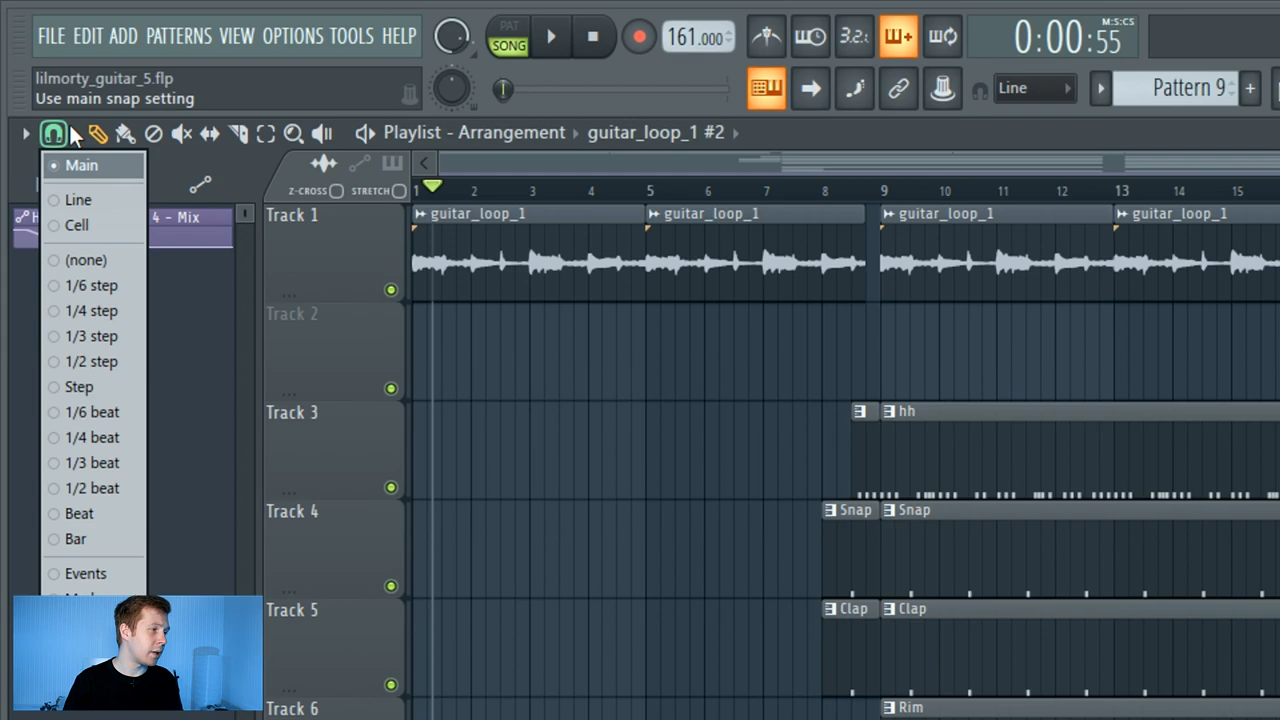 FILE EDIT ADD PATTERNS VIEW OPTIONS TOOLS HELP
PAT
SONG
161.000
3.2.
M:S:CS
0:00:55
lilmorty_guitar_5.flp
Use main snap setting
Line
Pattern 9
+
Playlist - Arrangement guitar_loop_1 #2
Main
Line
Cell
(none)
1/6 step
1/4 step
1/3 step
1/2 step
Step
1/6 beat
1/4 beat
1/3 beat
1/2 beat
Beat
Bar
Events
4 - Mix
Z-CROSS STRETCH
1 2 3 4 5 6 7 8 9 10 11 12 13 14 15
Track 1
guitar_loop_1 guitar_loop_1 guitar_loop_1 guitar_loop_1
Track 2
Track 3
hh
Track 4
Snap Snap
Track 5
Clap Clap
Track 6
Rim